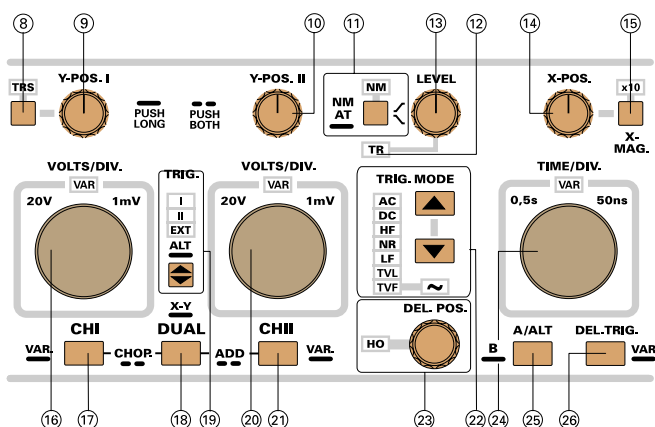 8 9 10 11 13 12 14 15
TRS Y-POS. I Y-POS. II NM LEVEL X-POS. x10
PUSH LONG PUSH BOTH NM AT
TR X-MAG.
VOLTS/DIV. TRIG. VOLTS/DIV. TRIG. MODE TIME/DIV.
VAR VAR VAR
20V 1mV 20V 1mV 0,5s 50ns
I
II
EXT
ALT
AC
DC
HF
NR
LF
TVL
TVF ~
X-Y
DEL. POS.
HO
CHI DUAL CHII
VAR. CHOP. ADD VAR. B A/ALT DEL.TRIG. VAR
16 17 18 19 20 21 23 22 24 25 26